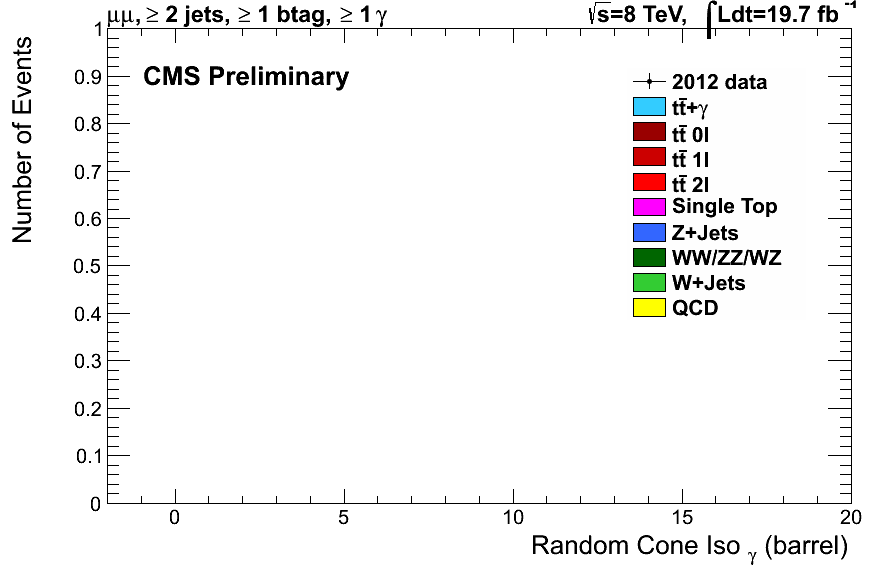 μμ, ≥ 2 jets, ≥ 1 btag, ≥ 1 γ
√s=8 TeV, ∫Ldt=19.7 fb⁻¹
CMS Preliminary
Number of Events
1
0.9
0.8
0.7
0.6
0.5
0.4
0.3
0.2
0.1
0
2012 data
tt̄+γ
tt̄ 0l
tt̄ 1l
tt̄ 2l
Single Top
Z+Jets
WW/ZZ/WZ
W+Jets
QCD
0 5 10 15 20
Random Cone Iso γ (barrel)